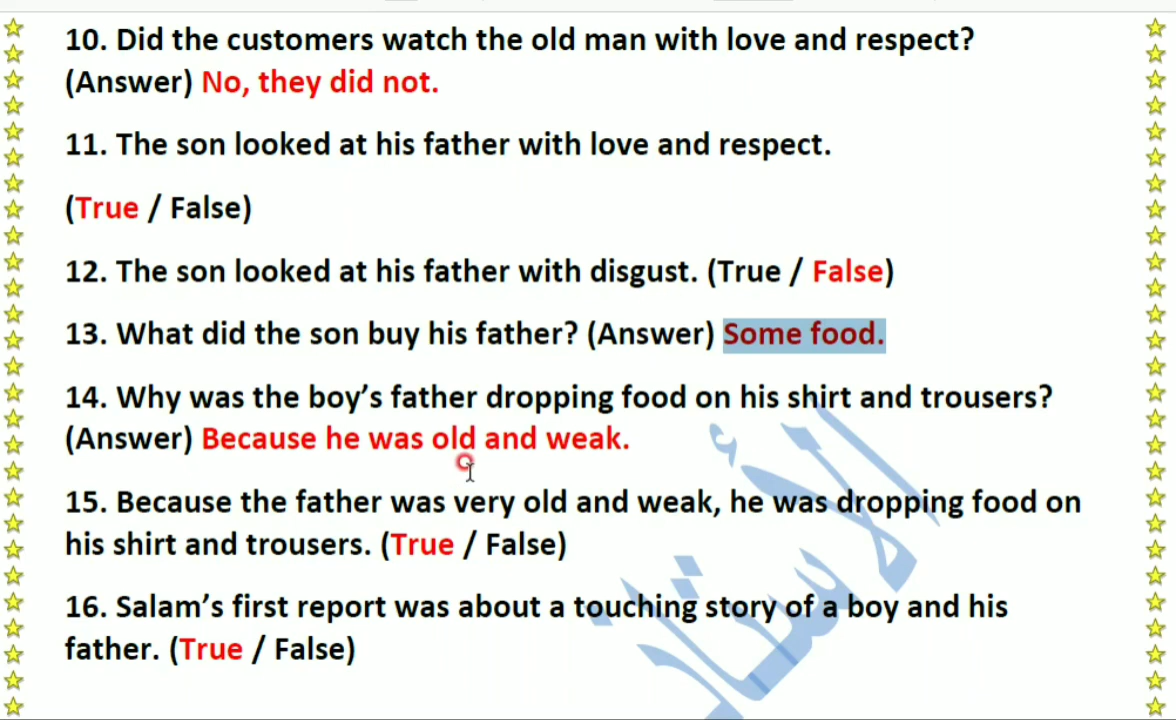 10. Did the customers watch the old man with love and respect?
(Answer) No, they did not.
11. The son looked at his father with love and respect.
(True / False)
12. The son looked at his father with disgust. (True / False)
13. What did the son buy his father? (Answer) Some food.
14. Why was the boy’s father dropping food on his shirt and trousers?
(Answer) Because he was old and weak.
15. Because the father was very old and weak, he was dropping food on
his shirt and trousers. (True / False)
16. Salam’s first report was about a touching story of a boy and his
father. (True / False)
الأستاذ